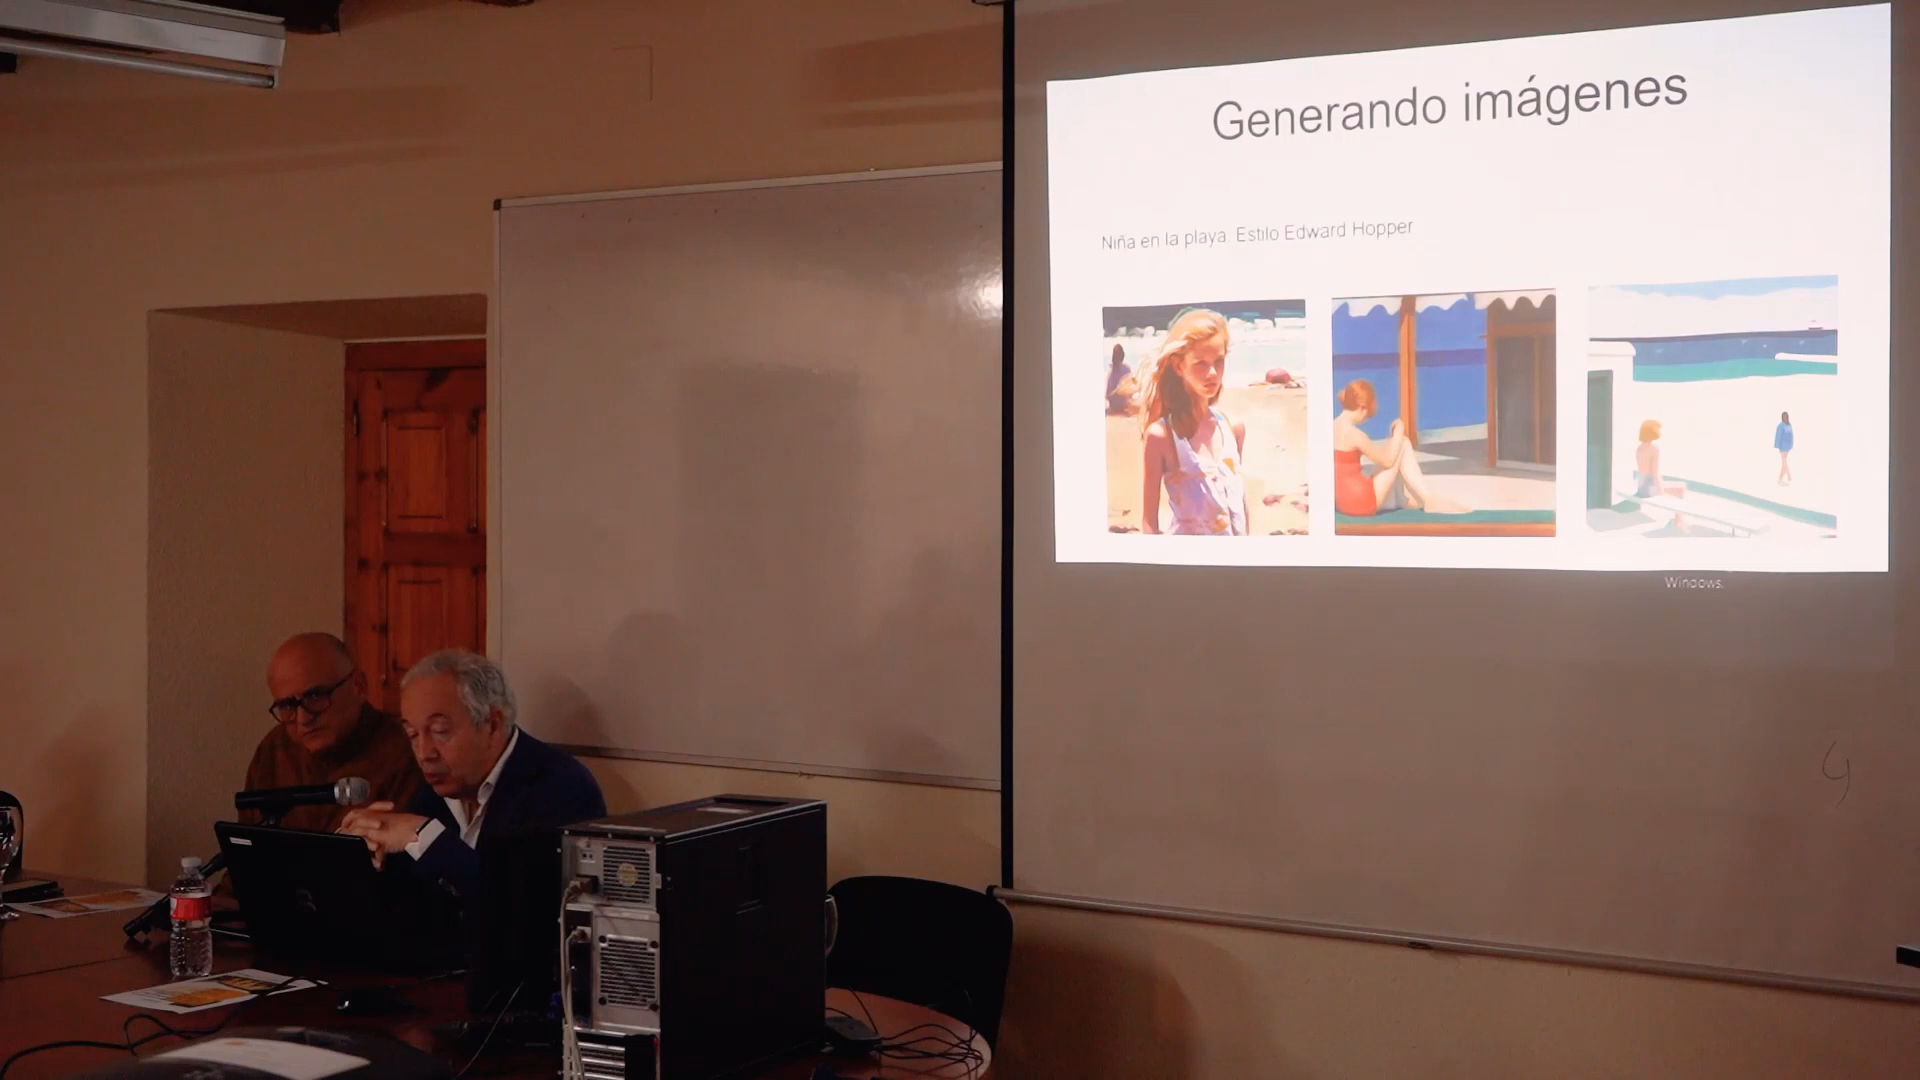 Generando imágenes
Niña en la playa. Estilo Edward Hopper
Windows.